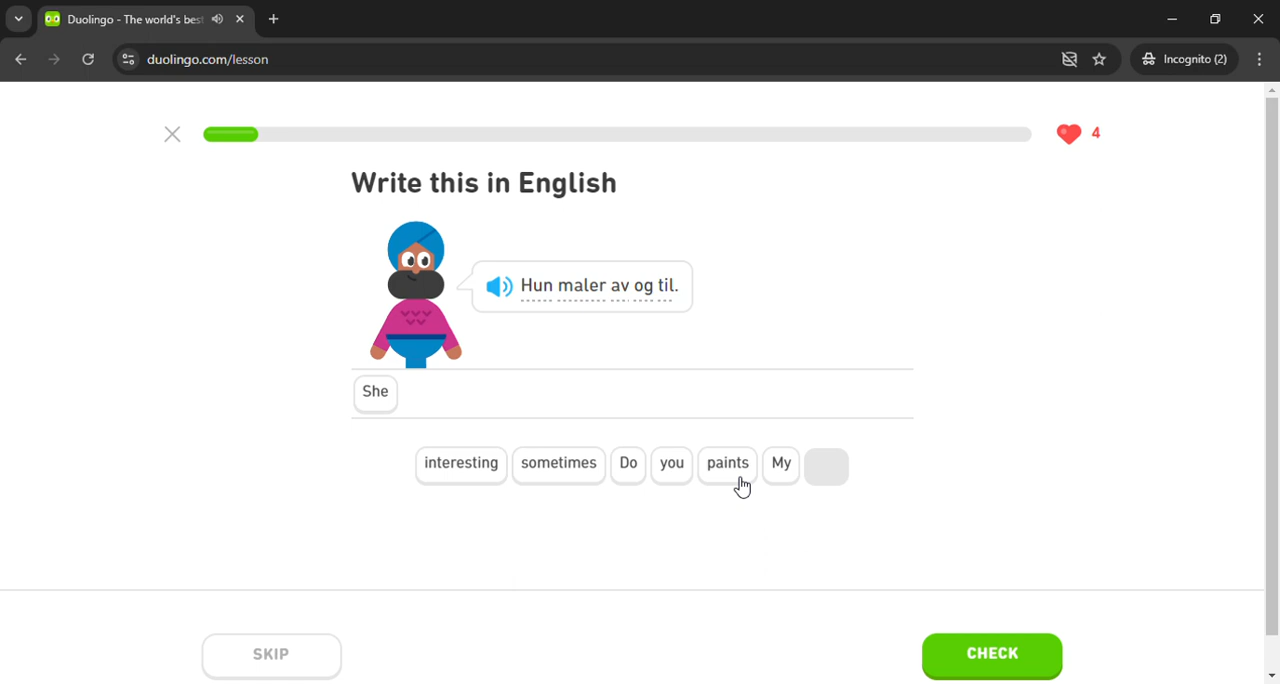 Duolingo - The world's bes
duolingo.com/lesson
Incognito (2)
4
Write this in English
Hun maler av og til.
She
interesting sometimes Do you paints My
SKIP
CHECK